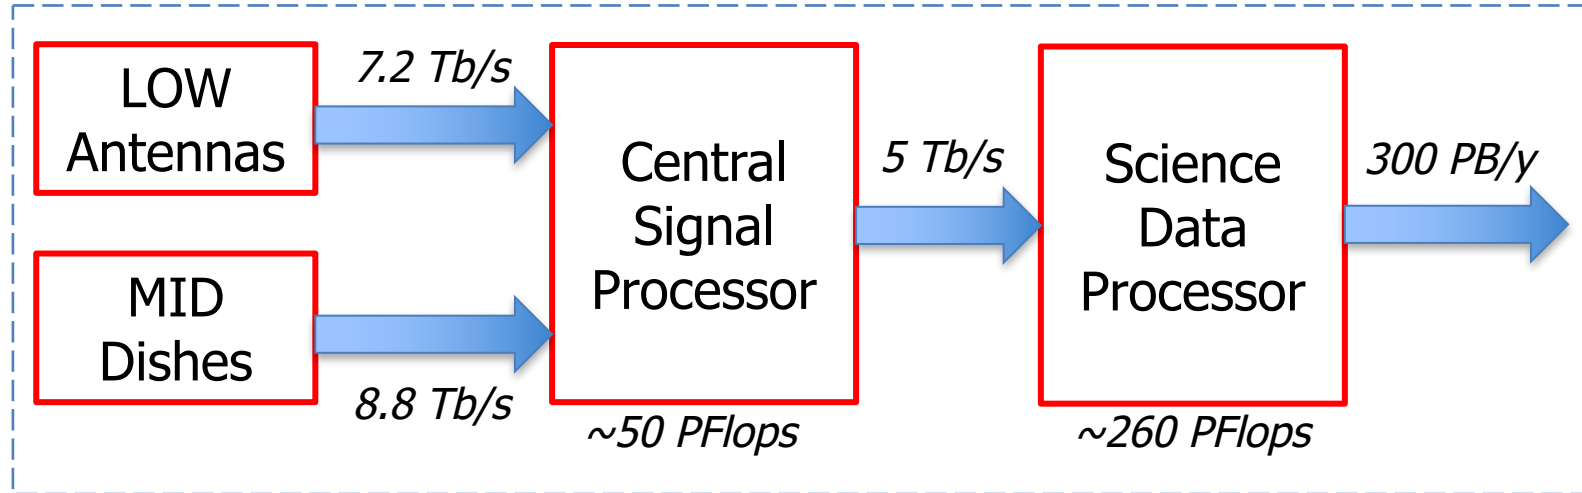 LOW
Antennas
7.2 Tb/s
MID
Dishes
8.8 Tb/s
Central
Signal
Processor
~50 PFlops
5 Tb/s
Science
Data
Processor
~260 PFlops
300 PB/y